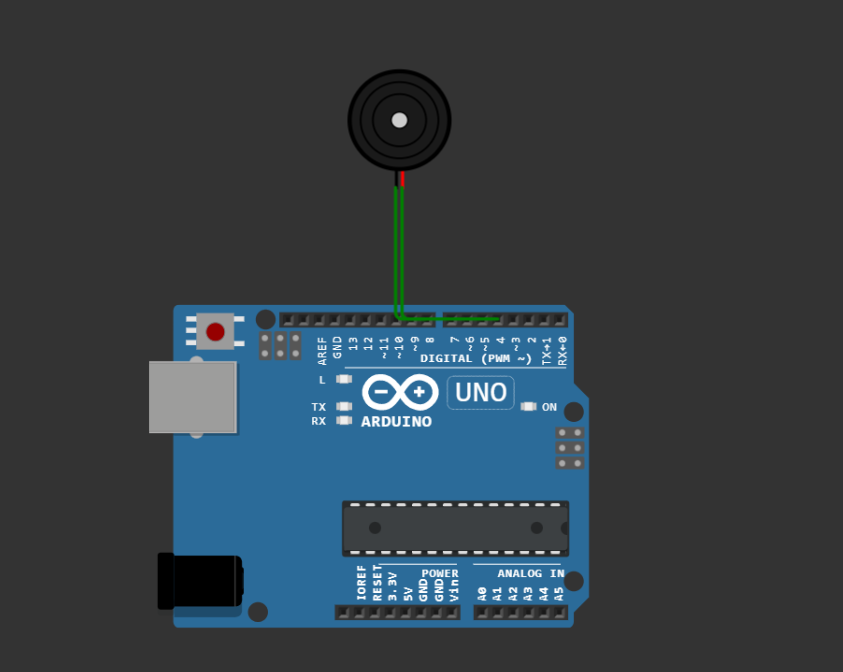 AREF
GND
13
12
~11
~10
~9
8
7
~6
~5
4
~3
2
TX→1
RX←0
DIGITAL (PWM ~)
L
UNO
TX
RX
ON
ARDUINO
POWER
ANALOG IN
IOREF
RESET
3.3V
5V
GND
GND
Vin
A0
A1
A2
A3
A4
A5